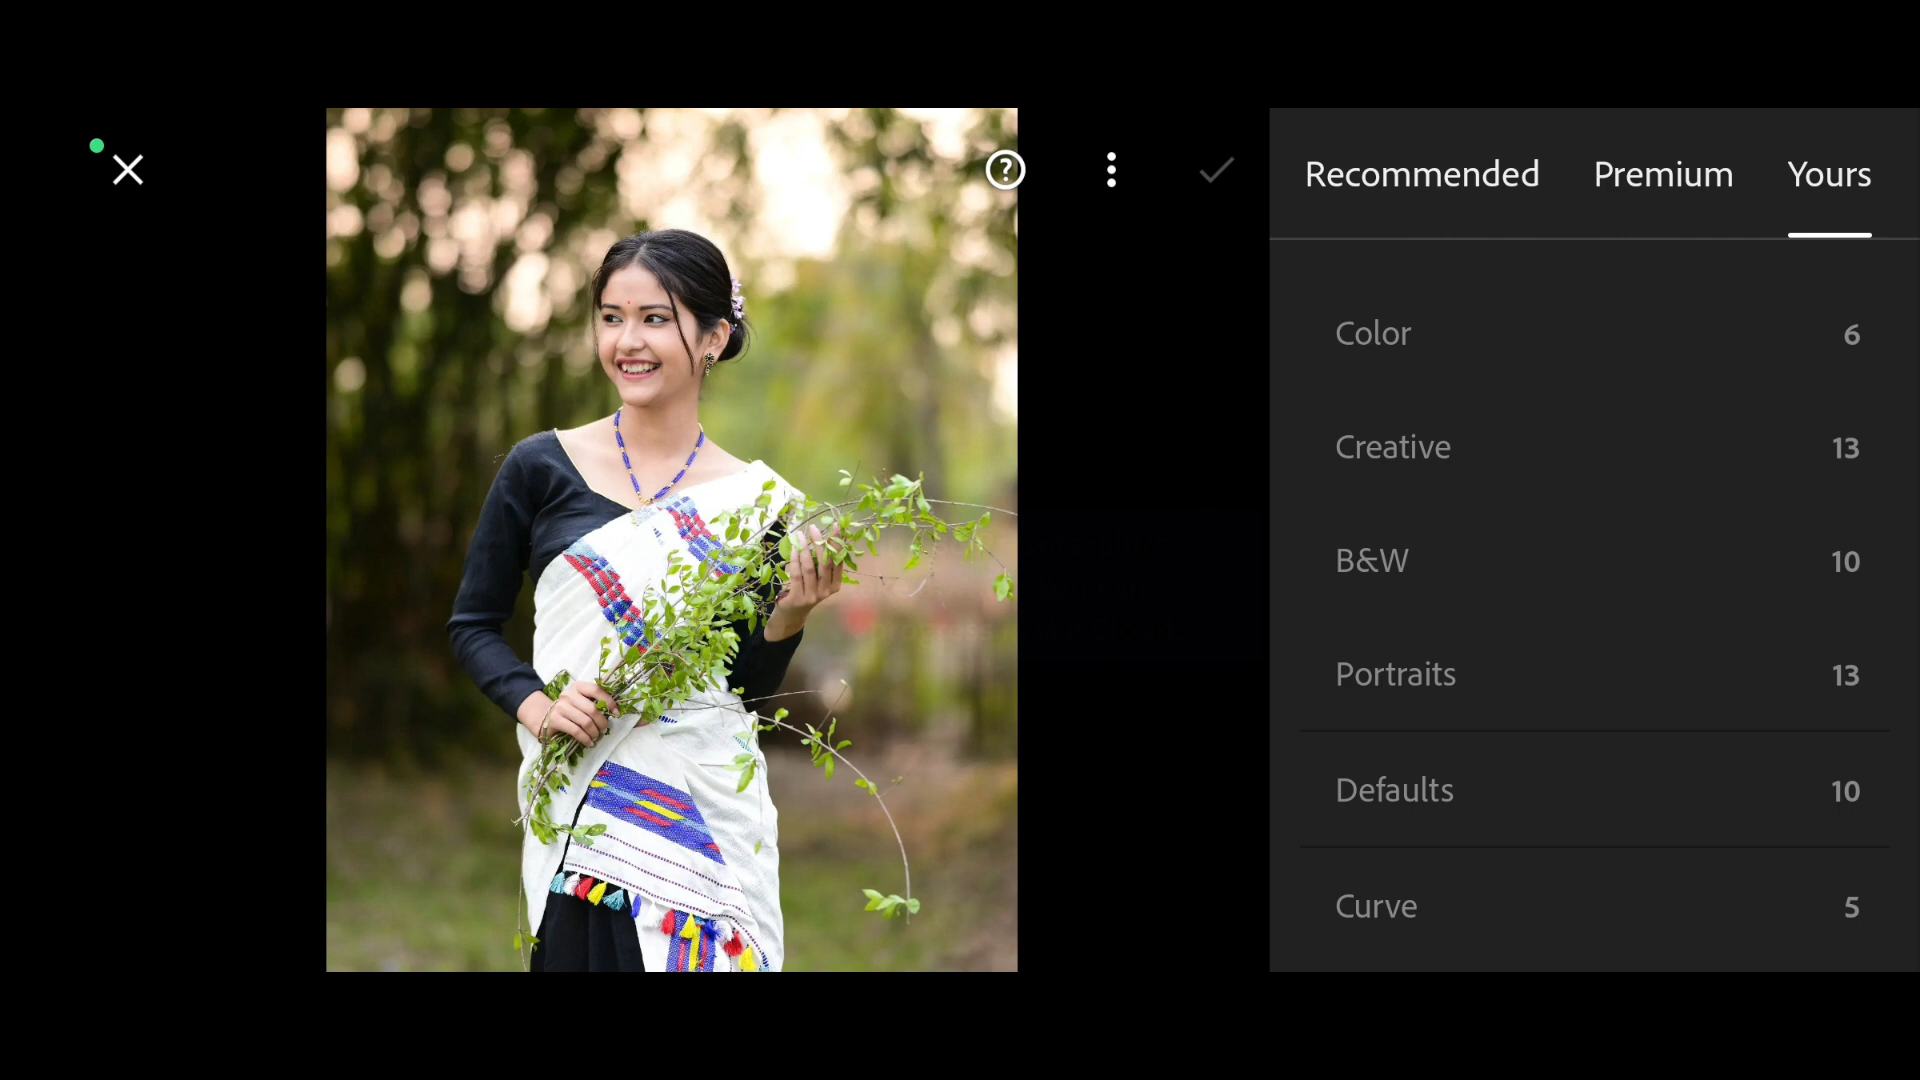 Recommended Premium Yours
Color 6
Creative 13
B&W 10
Portraits 13
Defaults 10
Curve 5